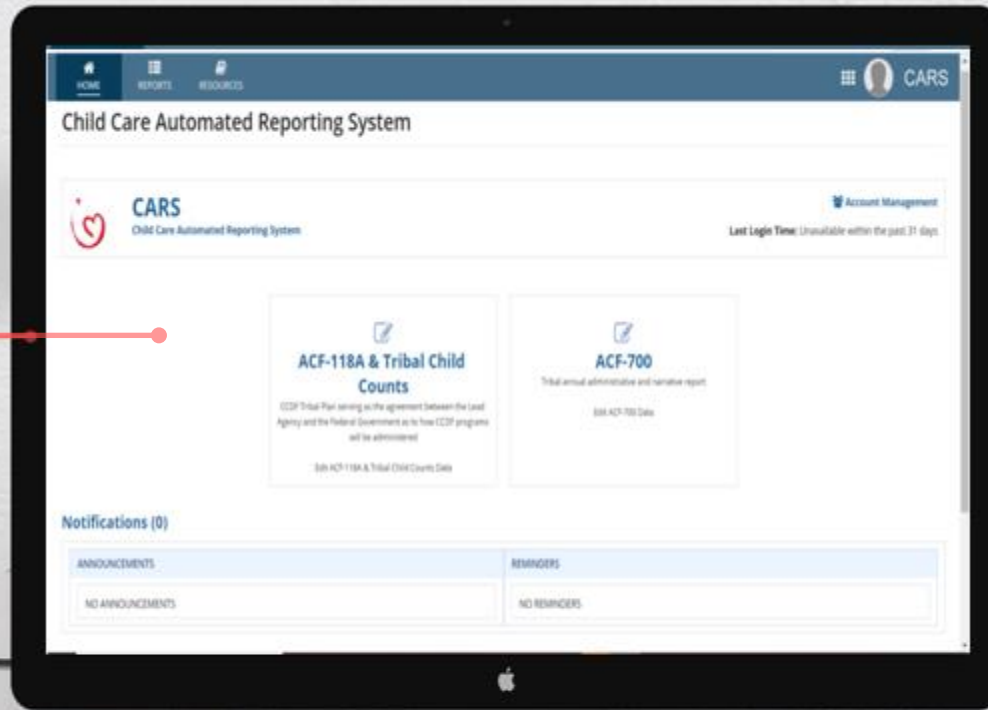 HOME
REPORTS
RESOURCES
CARS
Child Care Automated Reporting System
CARS
Child Care Automated Reporting System
Account Management
Last Login Time: Unavailable within the past 31 days
ACF-118A & Tribal Child
Counts
CCDF Tribal Plan serving as the agreement between the Lead
Agency and the Federal Government as to how CCDF programs
will be administered
Edit ACF-118A & Tribal Child Counts Data
ACF-700
Tribal annual administrative and narrative report
Edit ACF-700 Data
Notifications (0)
ANNOUNCEMENTS
REMINDERS
NO ANNOUNCEMENTS
NO REMINDERS